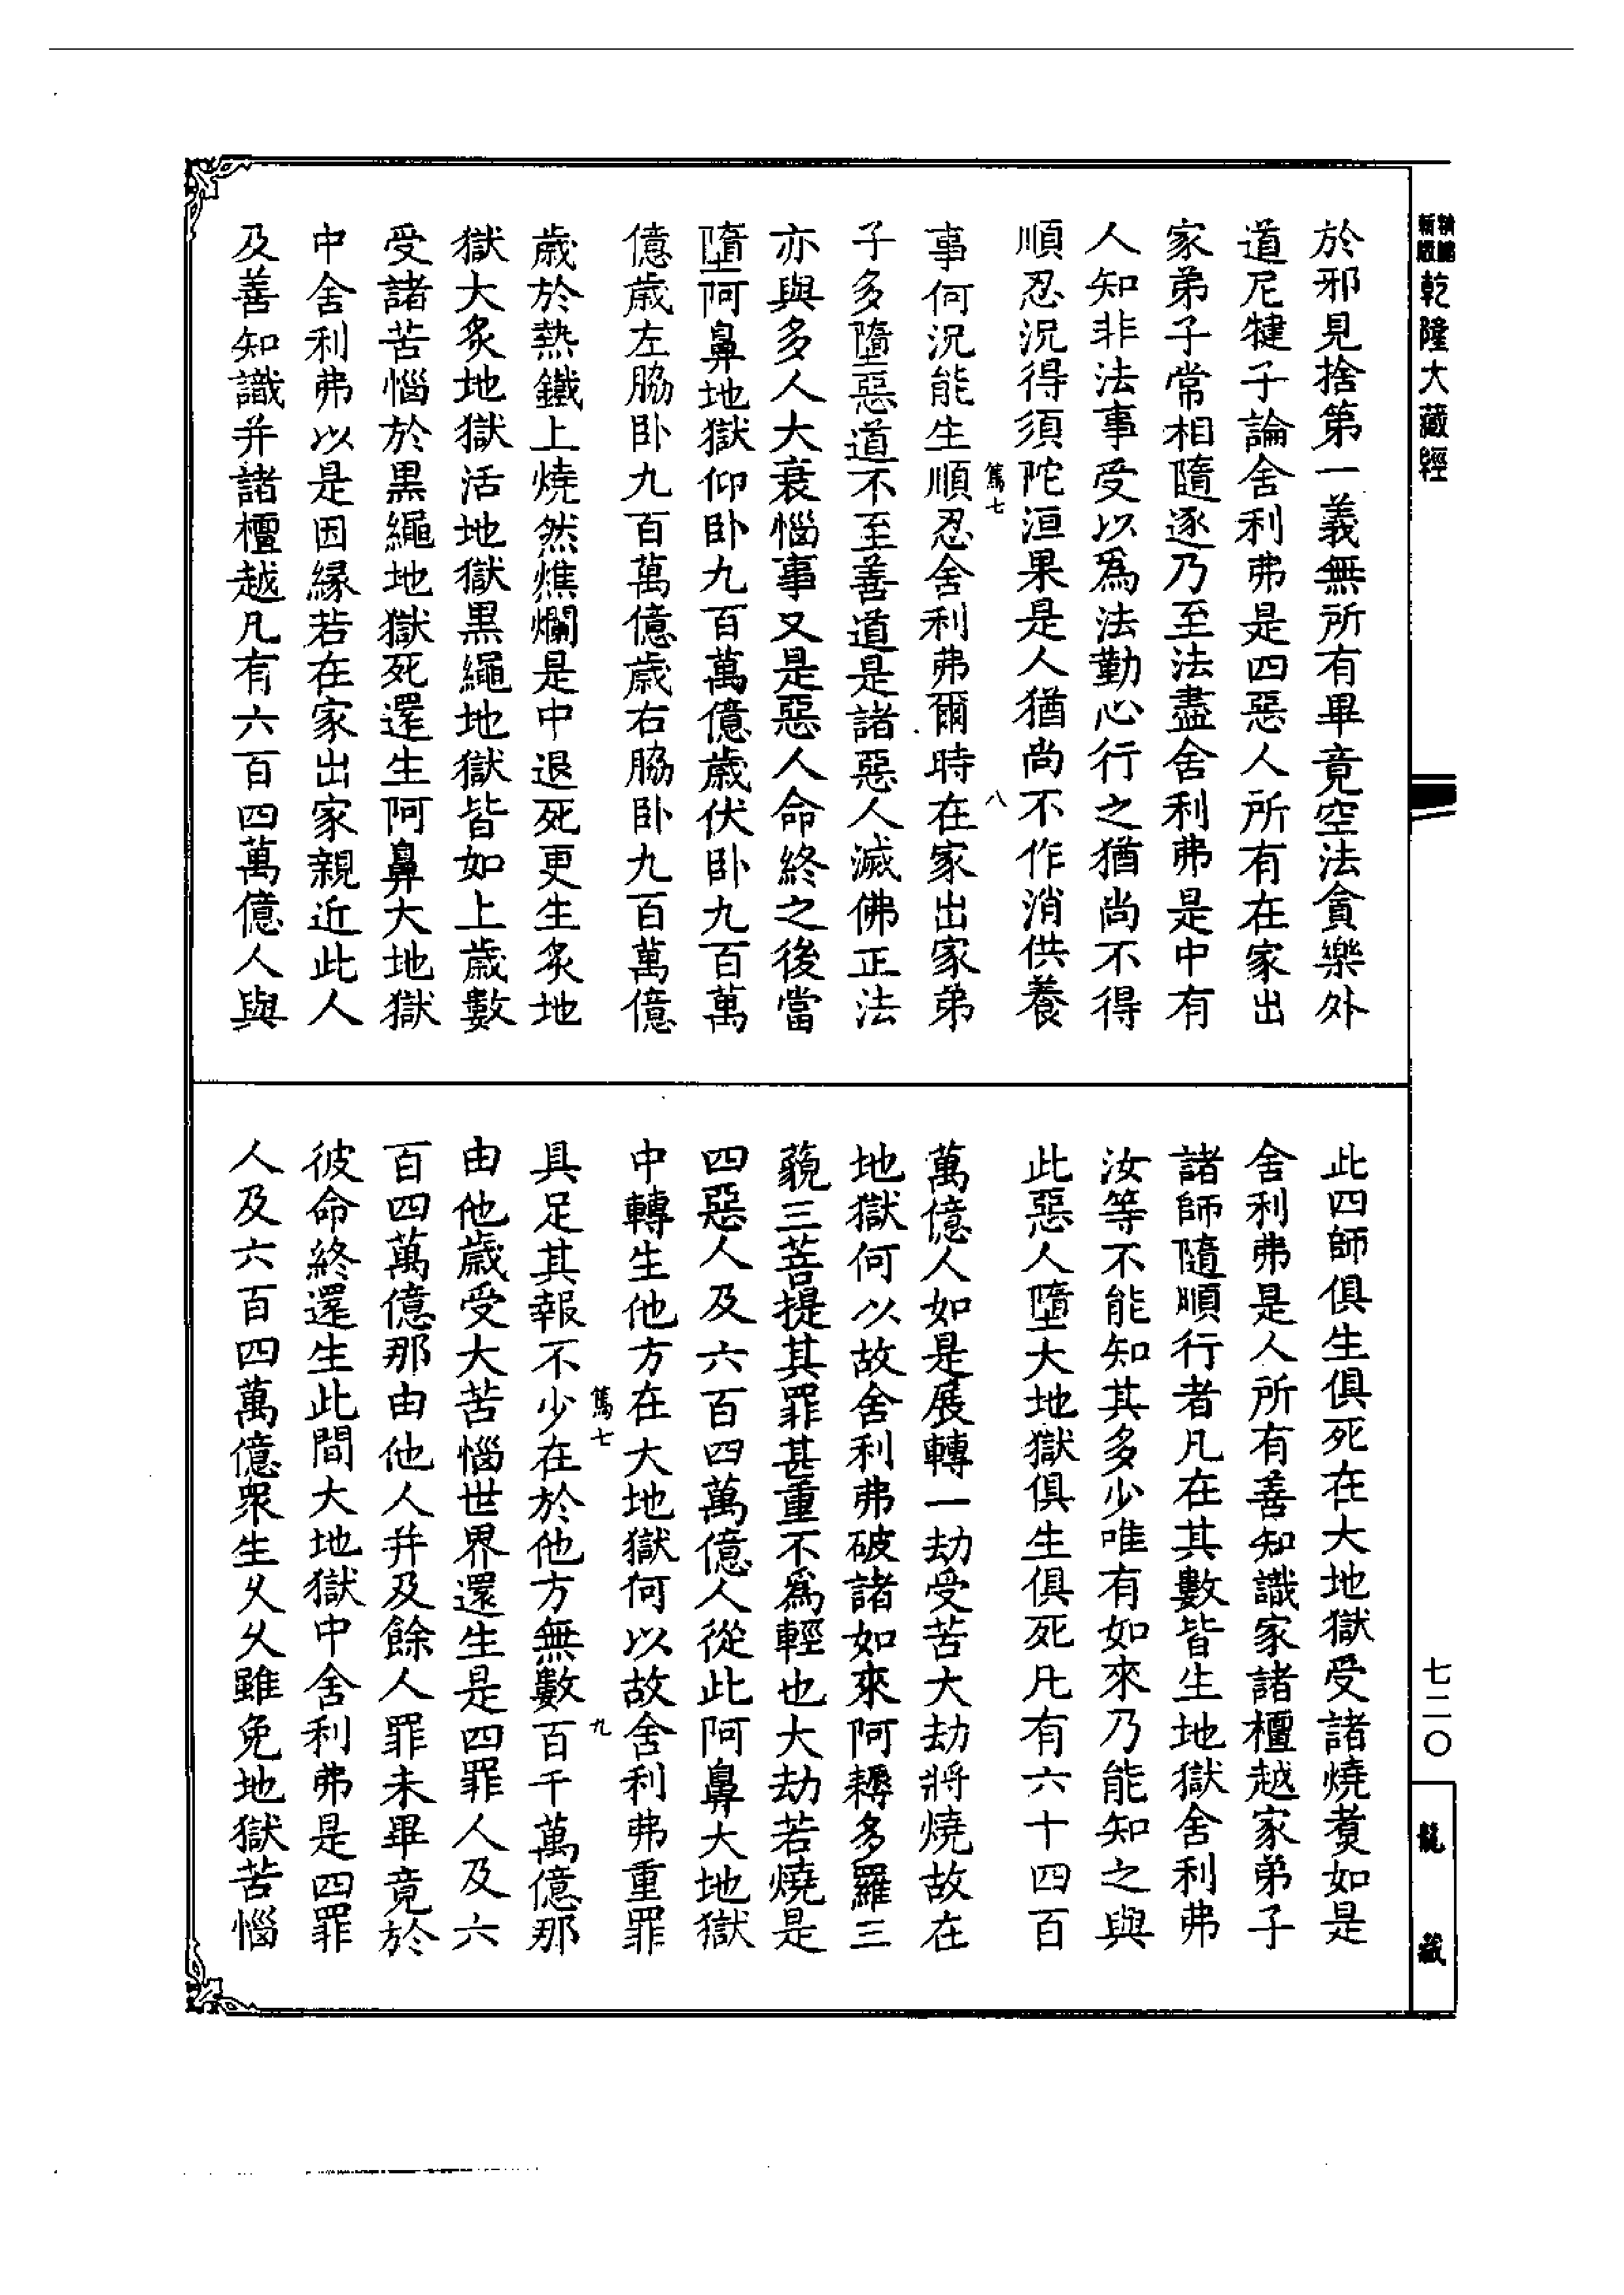 新編
縮版
乾隆大藏經
於邪見捨第一義無所有畢竟空法貪樂外
道尼犍子論舍利弗是四惡人所有在家出
家弟子常相隨逐乃至法盡舍利弗是中有
人知非法事受以為法勤心行之猶尚不得
順忍況得須陀洹果是人猶尚不作消供養
篤七
八
事何況能生順忍舍利弗爾時在家出家弟
子多墮惡道不至善道是諸惡人滅佛正法
亦與多人大衰惱事又是惡人命終之後當
墮阿鼻地獄仰卧九百萬億歲伏卧九百萬
億歲左脇卧九百萬億歲右脇卧九百萬億
歲於熱鐵上燒然燋爛是中退死更生炙地
獄大炙地獄活地獄黑繩地獄皆如上歲數
受諸苦惱於黑繩地獄死還生阿鼻大地獄
中舍利弗以是因緣若在家出家親近此人
及善知識并諸檀越凡有六百四萬億人與
此四師俱生俱死在大地獄受諸燒煑如是
舍利弗是人所有善知識家諸檀越家弟子
諸師隨順行者凡在其數皆生地獄舍利弗
汝等不能知其多少唯有如來乃能知之與
此惡人墮大地獄俱生俱死凡有六十四百
萬億人如是展轉一劫受苦大劫將燒故在
地獄何以故舍利弗破諸如來阿耨多羅三
藐三菩提其罪甚重不為輕也大劫若燒是
四惡人及六百四萬億人從此阿鼻大地獄
中轉生他方在大地獄何以故舍利弗重罪
篤七
九
具足其報不少在於他方無數百千萬億那
由他歲受大苦惱世界還生是四罪人及六
百四萬億那由他人并及餘人罪未畢竟於
彼命終還生此間大地獄中舍利弗是四罪
人及六百四萬億眾生久久雖免地獄苦惱
七二〇
龍藏